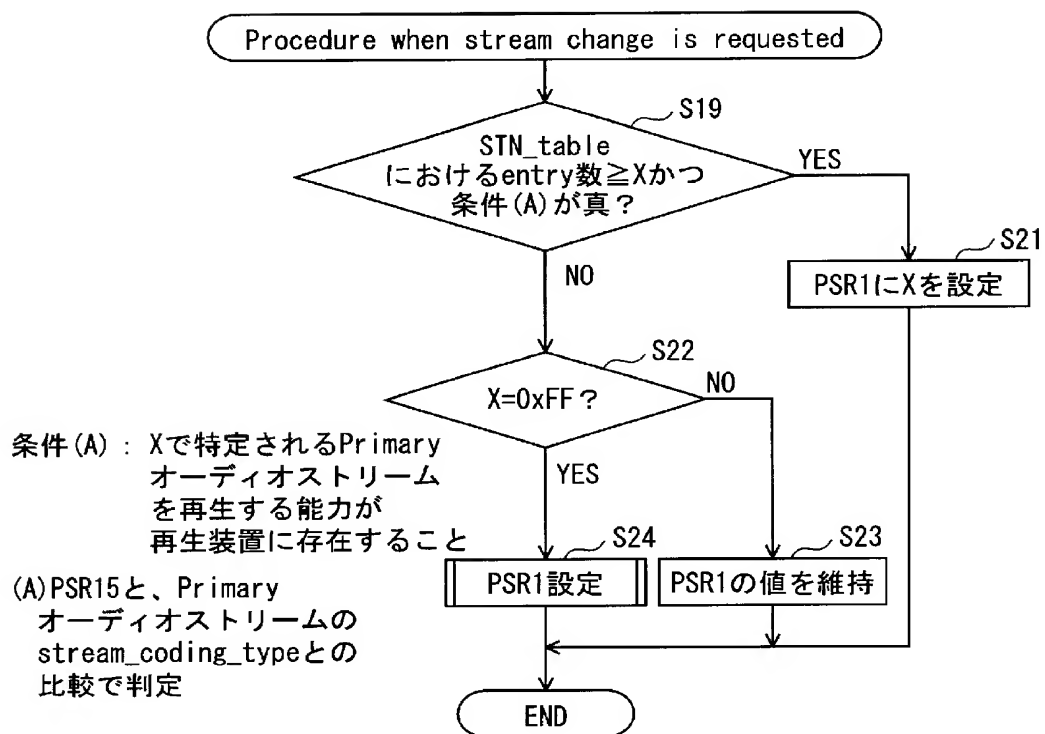 Procedure when stream change is requested
S19
STN_table
におけるentry数≧Xかつ
条件(A)が真？
YES
S21
PSR1にXを設定
NO
S22
X=0xFF？
NO
YES
条件(A)：Xで特定されるPrimary
オーディオストリーム
を再生する能力が
再生装置に存在すること
(A)PSR15と、Primary
オーディオストリームの
stream_coding_typeとの
比較で判定
S24
PSR1設定
S23
PSR1の値を維持
END